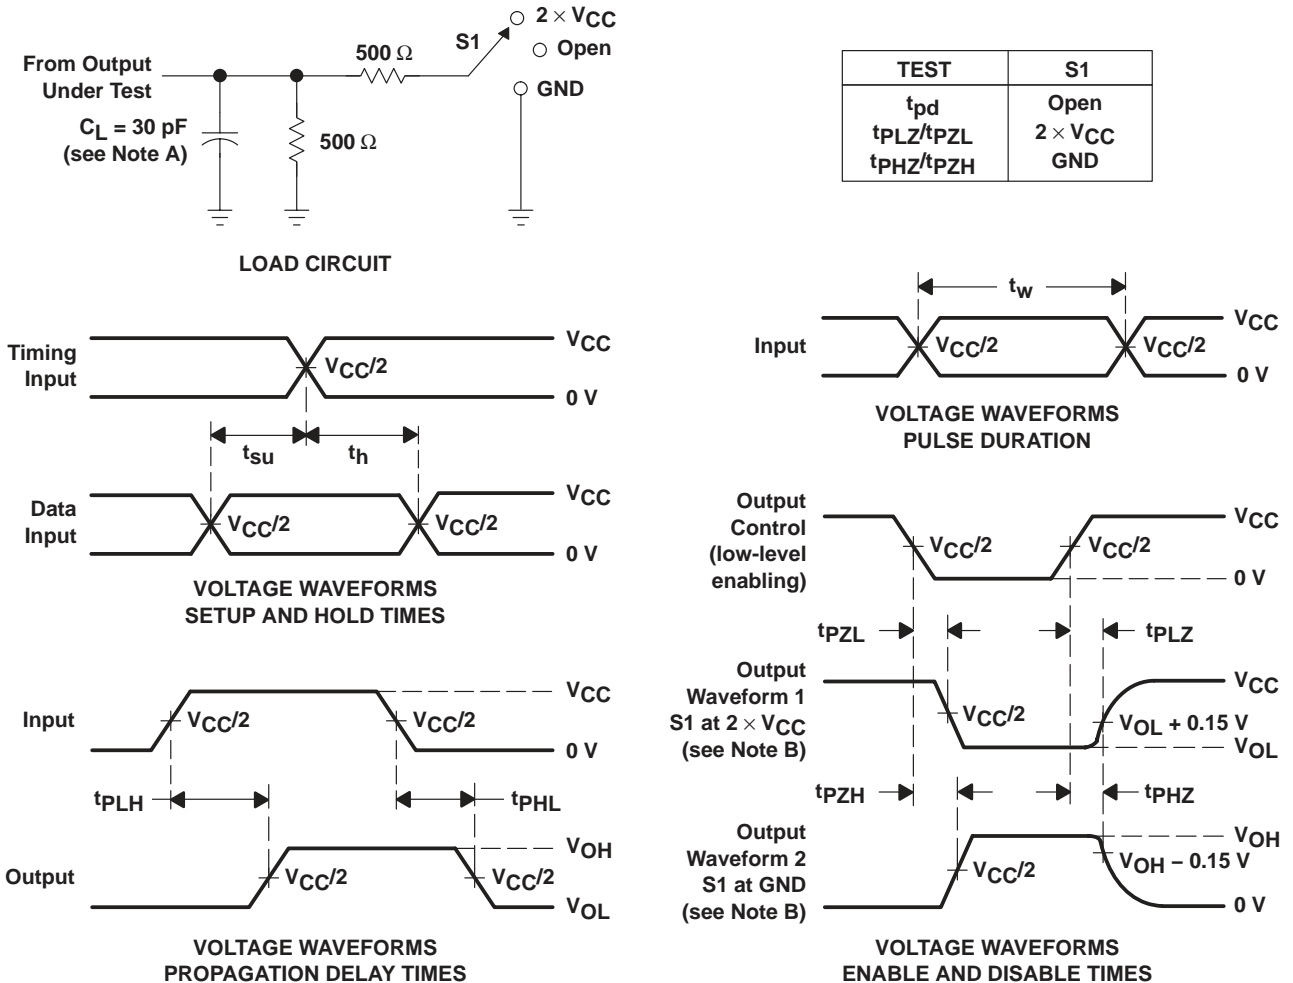 2 × VCC
S1
Open
500 Ω
GND
From Output
Under Test
CL = 30 pF
(see Note A)
500 Ω
LOAD CIRCUIT
TEST S1
tpd Open
tPLZ/tPZL 2 × VCC
tPHZ/tPZH GND
Timing
Input
VCC
VCC/2
0 V
tsu
th
Data
Input
VCC
VCC/2
VCC/2
0 V
VOLTAGE WAVEFORMS
SETUP AND HOLD TIMES
tw
Input
VCC
VCC/2
VCC/2
0 V
VOLTAGE WAVEFORMS
PULSE DURATION
Input
VCC
VCC/2
VCC/2
0 V
tPLH
tPHL
Output
VOH
VCC/2
VCC/2
VOL
VOLTAGE WAVEFORMS
PROPAGATION DELAY TIMES
Output
Control
(low-level
enabling)
VCC
VCC/2
VCC/2
0 V
tPZL
tPLZ
Output
Waveform 1
S1 at 2 × VCC
(see Note B)
VCC
VCC/2
VOL + 0.15 V
VOL
tPZH
tPHZ
Output
Waveform 2
S1 at GND
(see Note B)
VOH
VCC/2
VOH − 0.15 V
0 V
VOLTAGE WAVEFORMS
ENABLE AND DISABLE TIMES